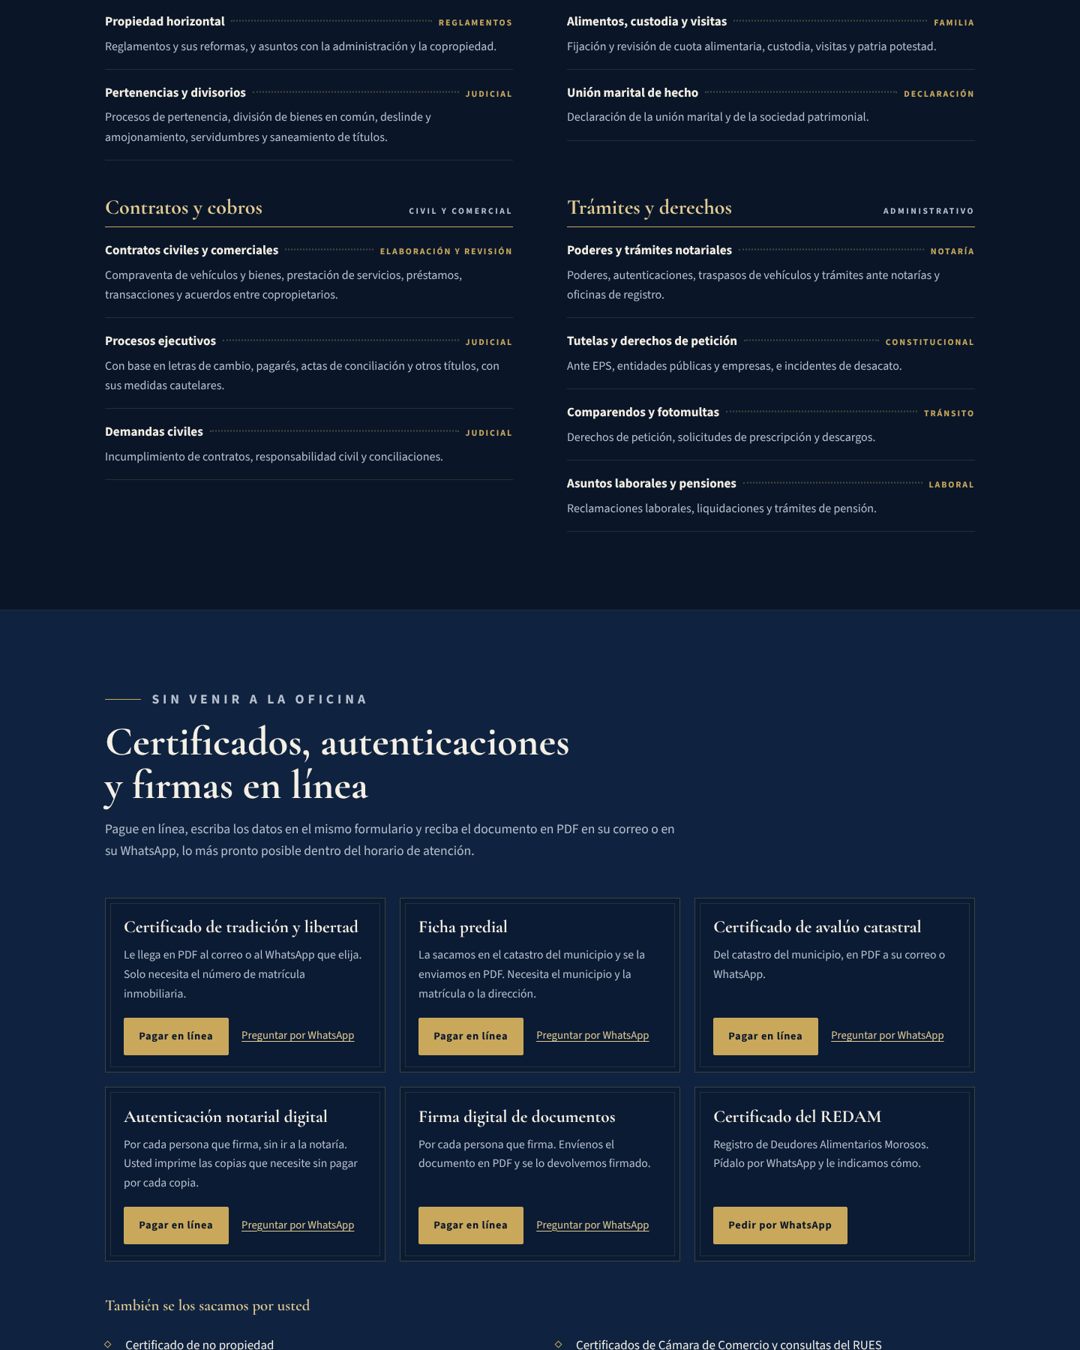 Propiedad horizontal REGLAMENTOS
Reglamentos y sus reformas, y asuntos con la administración y la copropiedad.
Pertenencias y divisorios JUDICIAL
Procesos de pertenencia, división de bienes en común, deslinde y
amojonamiento, servidumbres y saneamiento de títulos.
Alimentos, custodia y visitas FAMILIA
Fijación y revisión de cuota alimentaria, custodia, visitas y patria potestad.
Unión marital de hecho DECLARACIÓN
Declaración de la unión marital y de la sociedad patrimonial.
Contratos y cobros CIVIL Y COMERCIAL
Contratos civiles y comerciales ELABORACIÓN Y REVISIÓN
Compraventa de vehículos y bienes, prestación de servicios, préstamos,
transacciones y acuerdos entre copropietarios.
Procesos ejecutivos JUDICIAL
Con base en letras de cambio, pagarés, actas de conciliación y otros títulos, con
sus medidas cautelares.
Demandas civiles JUDICIAL
Incumplimiento de contratos, responsabilidad civil y conciliaciones.
Trámites y derechos ADMINISTRATIVO
Poderes y trámites notariales NOTARÍA
Poderes, autenticaciones, traspasos de vehículos y trámites ante notarías y
oficinas de registro.
Tutelas y derechos de petición CONSTITUCIONAL
Ante EPS, entidades públicas y empresas, e incidentes de desacato.
Comparendos y fotomultas TRÁNSITO
Derechos de petición, solicitudes de prescripción y descargos.
Asuntos laborales y pensiones LABORAL
Reclamaciones laborales, liquidaciones y trámites de pensión.
SIN VENIR A LA OFICINA
Certificados, autenticaciones
y firmas en línea
Pague en línea, escriba los datos en el mismo formulario y reciba el documento en PDF en su correo o en
su WhatsApp, lo más pronto posible dentro del horario de atención.
Certificado de tradición y libertad
Le llega en PDF al correo o al WhatsApp que elija.
Solo necesita el número de matrícula
inmobiliaria.
Pagar en línea Preguntar por WhatsApp
Ficha predial
La sacamos en el catastro del municipio y se la
enviamos en PDF. Necesita el municipio y la
matrícula o la dirección.
Pagar en línea Preguntar por WhatsApp
Certificado de avalúo catastral
Del catastro del municipio, en PDF a su correo o
WhatsApp.
Pagar en línea Preguntar por WhatsApp
Autenticación notarial digital
Por cada persona que firma, sin ir a la notaría.
Usted imprime las copias que necesite sin pagar
por cada copia.
Pagar en línea Preguntar por WhatsApp
Firma digital de documentos
Por cada persona que firma. Envíenos el
documento en PDF y se lo devolvemos firmado.
Pagar en línea Preguntar por WhatsApp
Certificado del REDAM
Registro de Deudores Alimentarios Morosos.
Pídalo por WhatsApp y le indicamos cómo.
Pedir por WhatsApp
También se los sacamos por usted
Certificado de no propiedad
Certificados de Cámara de Comercio y consultas del RUES